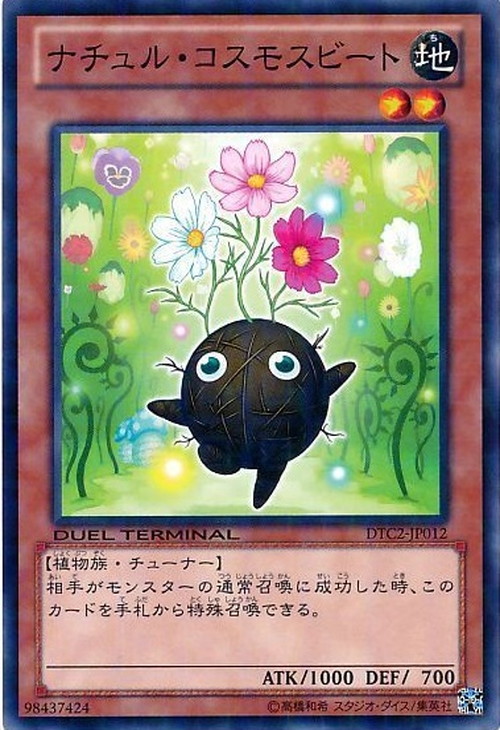 ナチュル・コスモスビート
地
DUEL TERMINAL
DTC2-JP012
【植物族・チューナー】
相手がモンスターの通常召喚に成功した時、この
カードを手札から特殊召喚できる。
ATK/1000 DEF/ 700
98437424
©高橋和希 スタジオ・ダイス/集英社